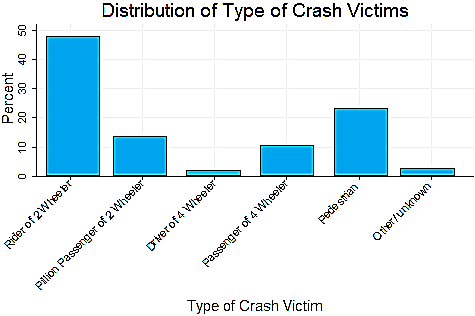 Distribution of Type of Crash Victims
Percent
50
40
30
20
10
0
Rider of 2 Wheeler
Pillion Passenger of 2 Wheeler
Driver of 4 Wheeler
Passenger of 4 Wheeler
Pedestrian
Other/unknown
Type of Crash Victim